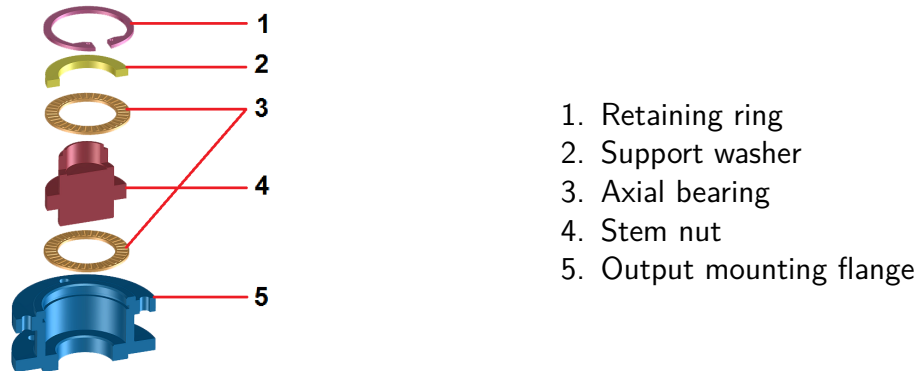 1
2
3
4
5
1. Retaining ring
2. Support washer
3. Axial bearing
4. Stem nut
5. Output mounting flange